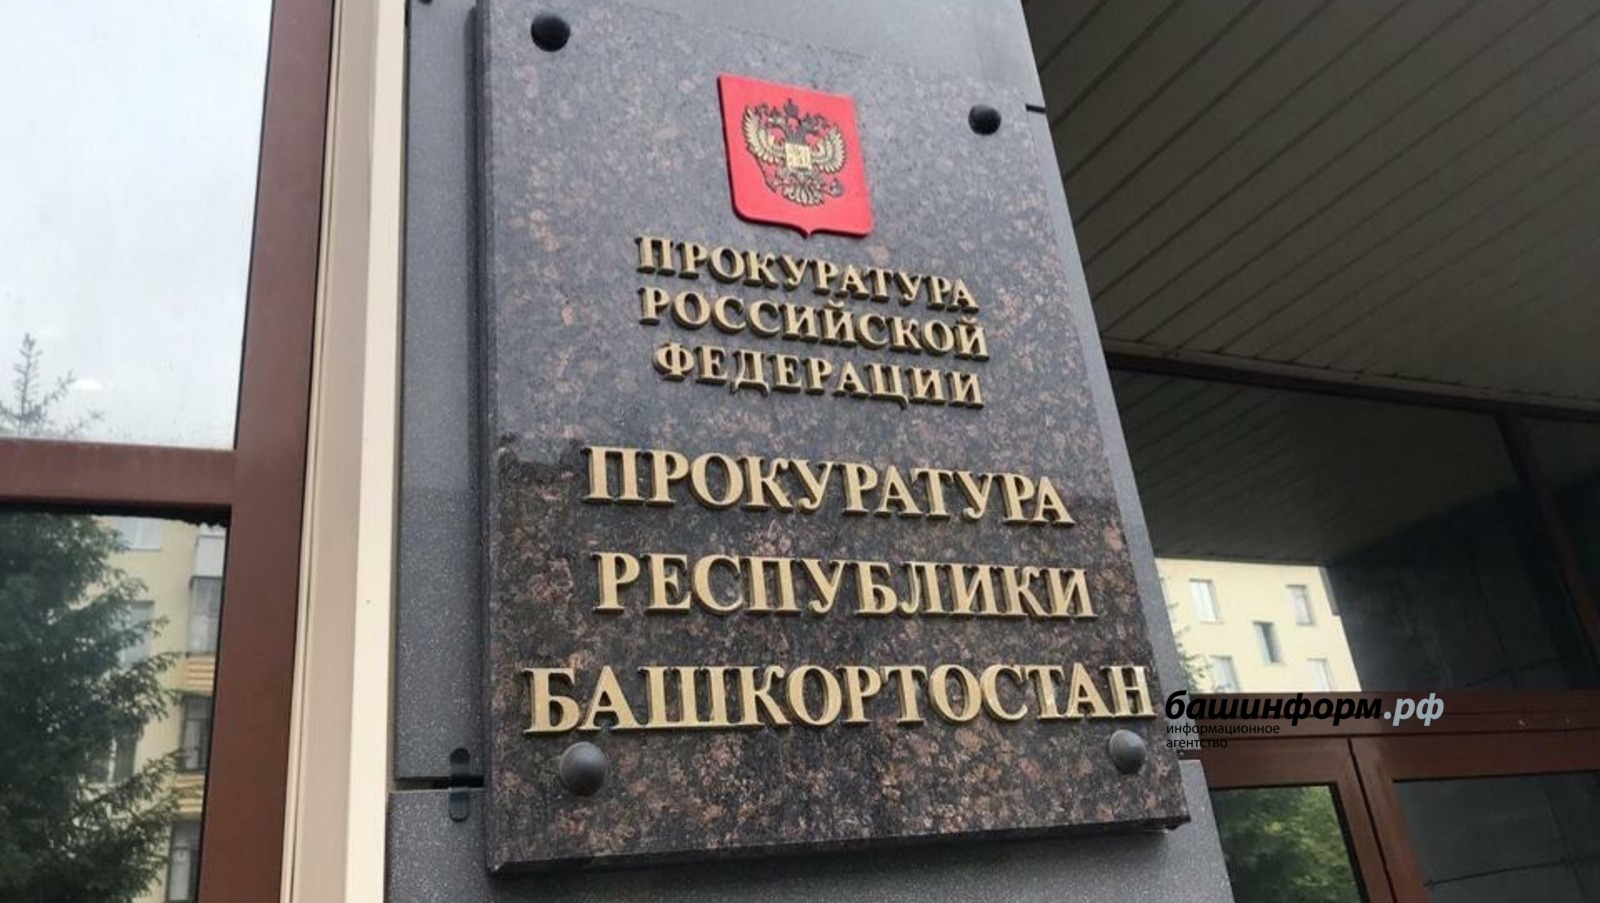 ПРОКУРАТУРА
РОССИЙСКОЙ
ФЕДЕРАЦИИ
ПРОКУРАТУРА
РЕСПУБЛИКИ
БАШКОРТОСТАН
башинформ.рф
информационное
агентство